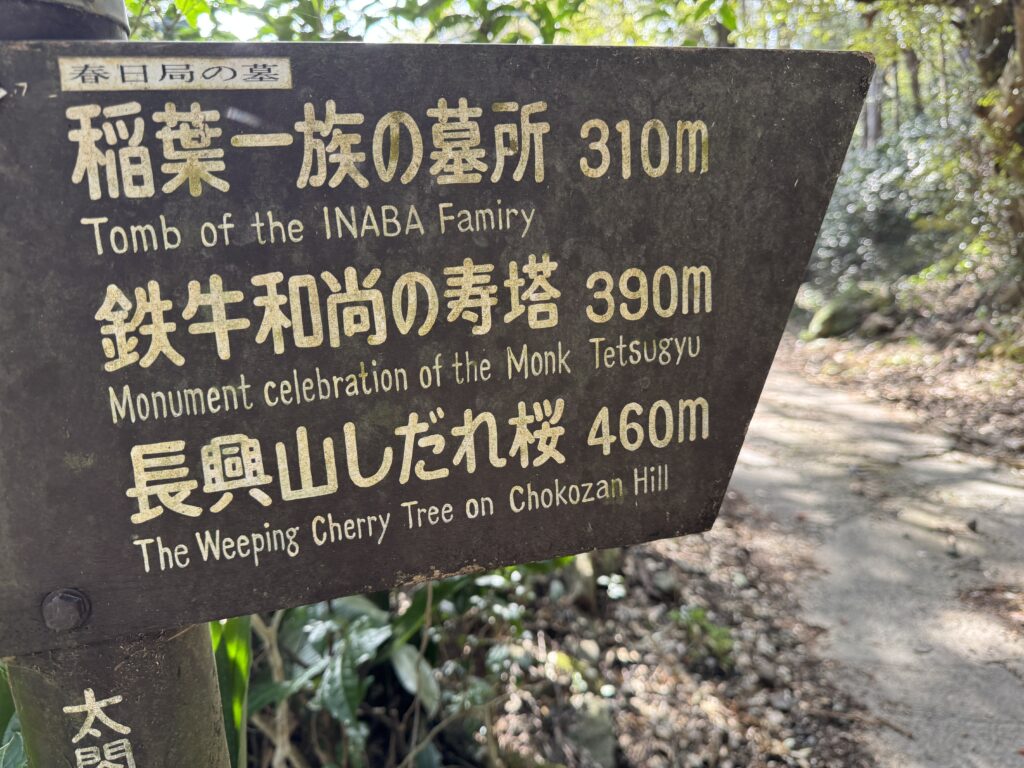 春日局の墓
稲葉一族の墓所 310m
Tomb of the INABA Famiry
鉄牛和尚の寿塔 390m
Monument celebration of the Monk Tetsugyu
長興山しだれ桜 460m
The Weeping Cherry Tree on Chokozan Hill
太閤